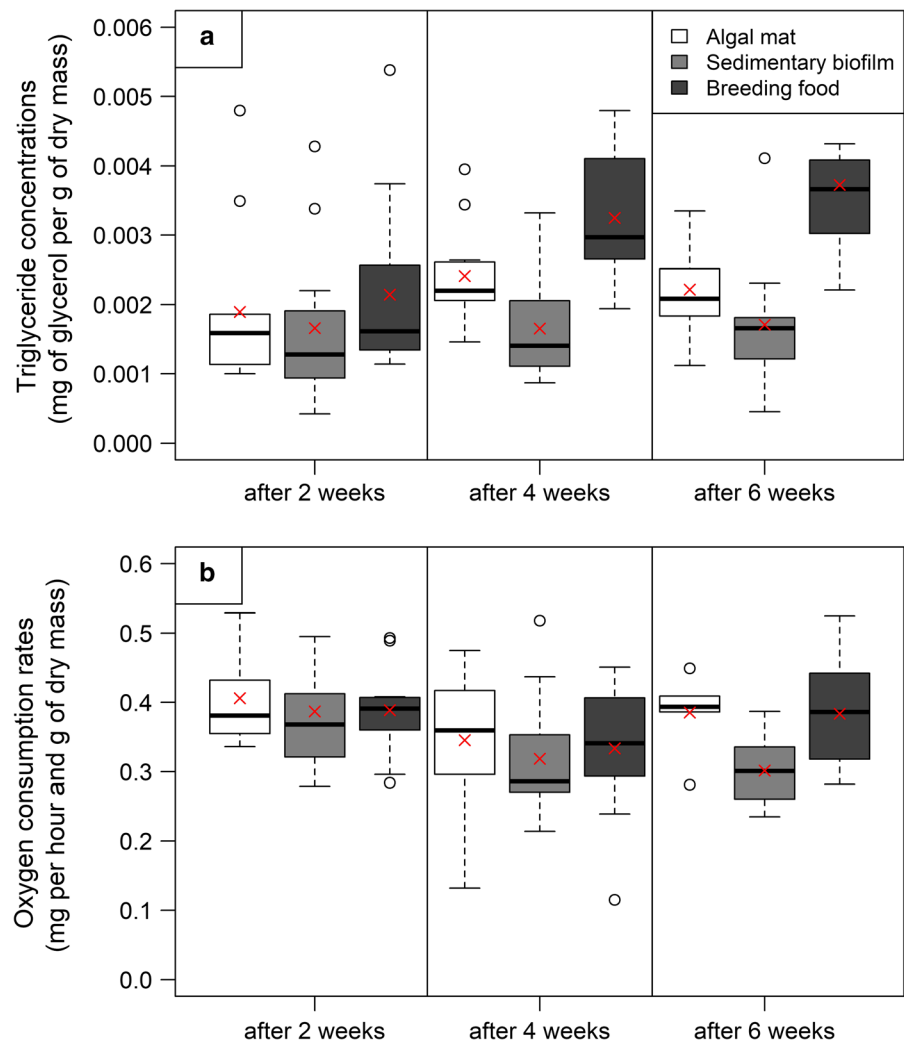 a
Algal mat
Sedimentary biofilm
Breeding food
Triglyceride concentrations
(mg of glycerol per g of dry mass)
0.006
0.005
0.004
0.003
0.002
0.001
0.000
after 2 weeks
after 4 weeks
after 6 weeks
b
Oxygen consumption rates
(mg per hour and g of dry mass)
0.6
0.5
0.4
0.3
0.2
0.1
0.0
after 2 weeks
after 4 weeks
after 6 weeks